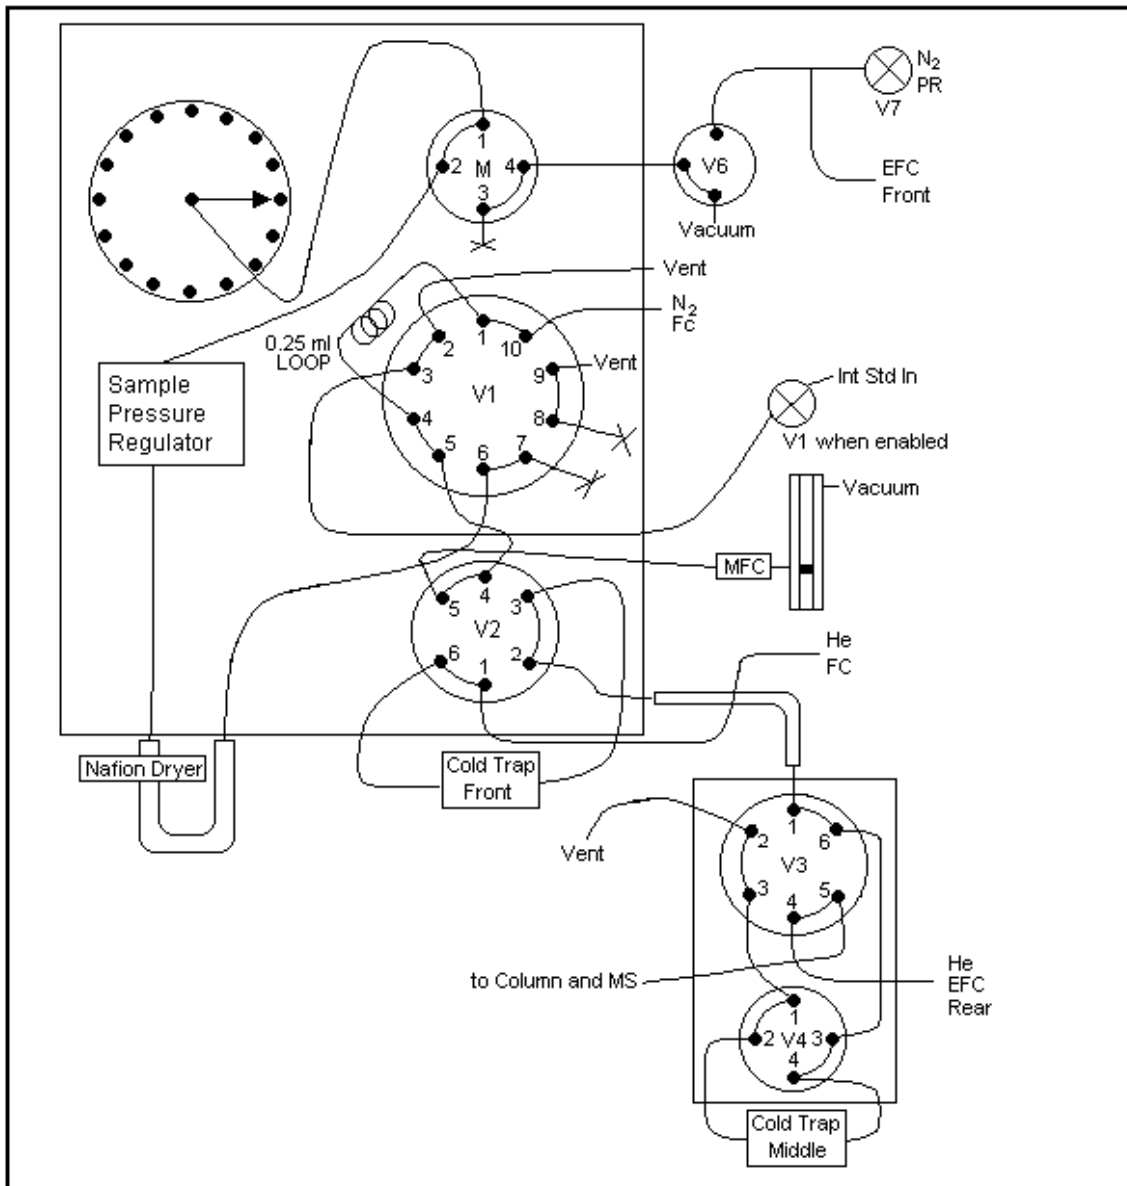 N2
PR
V7
1
2
M
4
3
V6
EFC
Front
Vacuum
Vent
N2
Fc
0.25 ml
LOOP
1
2
10
3
9
Vent
V1
4
8
5
6
7
Int Std In
V1 when enabled
Sample
Pressure
Regulator
Vacuum
MFC
5
4
3
V2
6
1
2
He
FC
Nafion Dryer
Cold Trap
Front
Vent
1
2
6
V3
3
4
5
to Column and MS
He
EFC
Rear
1
2
V4
3
4
Cold Trap
Middle